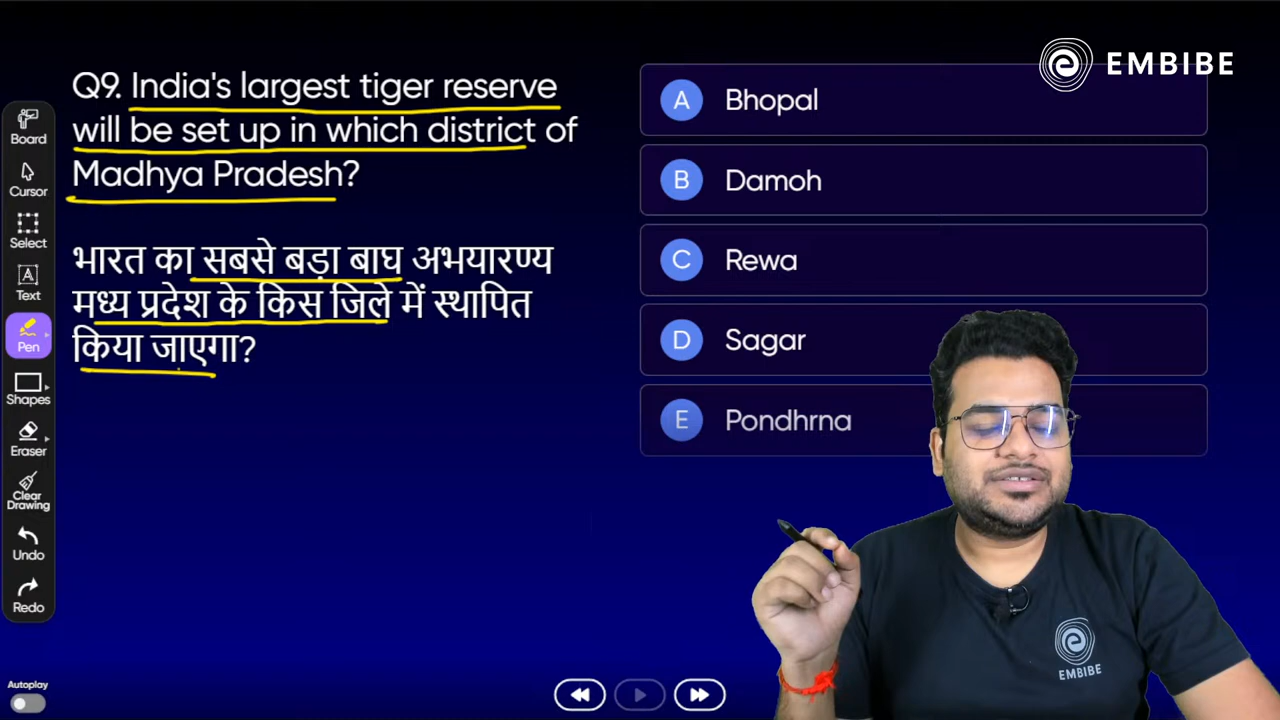 EMBIBE
Q9. India's largest tiger reserve
will be set up in which district of
Madhya Pradesh?
भारत का सबसे बड़ा बाघ अभयारण्य
मध्य प्रदेश के किस जिले में स्थापित
किया जाएगा?
A Bhopal
B Damoh
C Rewa
D Sagar
E Pondhrna
Board
Cursor
Select
A
Text
Pen
Shapes
Eraser
Clear
Drawing
Undo
Redo
Autoplay
EMBIBE